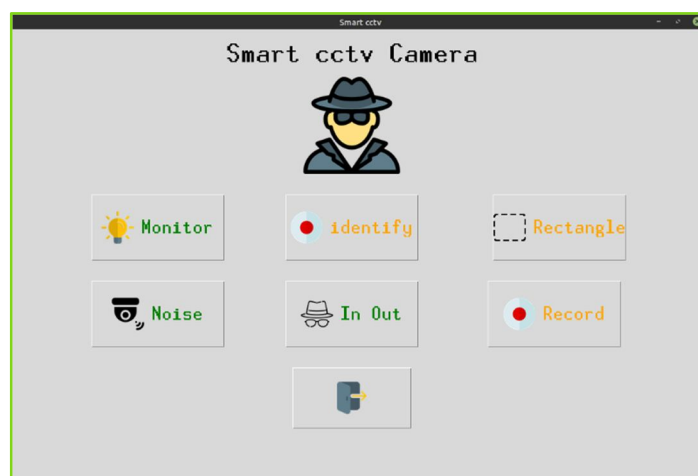 Smart cctv
Smart cctv Camera
Monitor
identify
Rectangle
Noise
In Out
Record